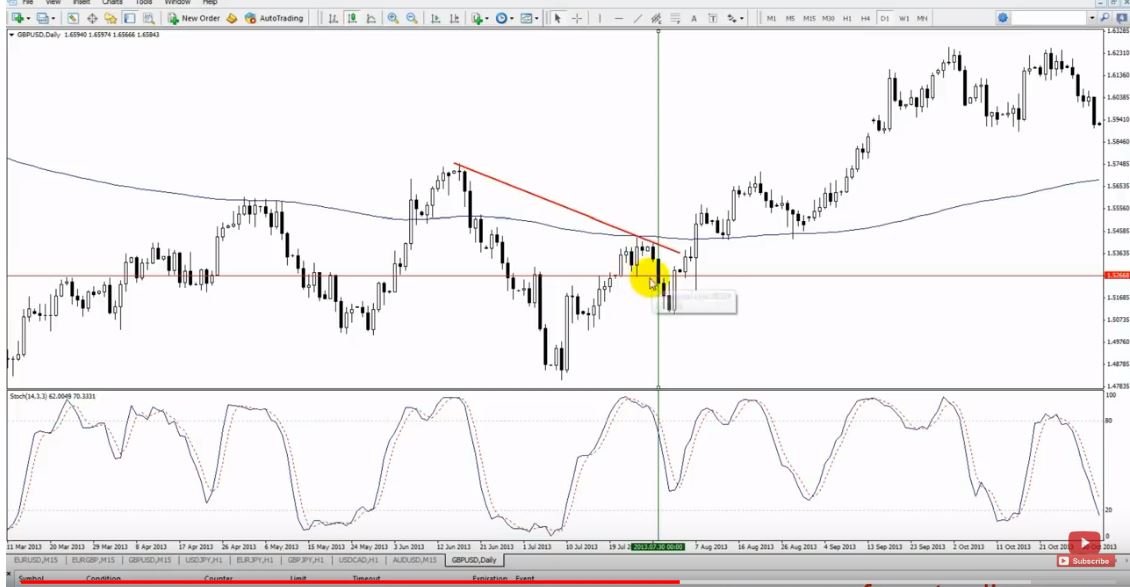 File View Insert Charts Tools Window Help
New Order AutoTrading A T M1 M5 M15 M30 H1 H4 D1 W1 MN
GBPUSD,Daily 1.65940 1.65974 1.65666 1.65843
1.63285
1.62310
1.61360
1.60385
1.59410
1.58460
1.57485
1.56535
1.55560
1.54585
1.53635
1.52668
1.51685
1.50735
1.49760
1.48785
1.47835
Stoch(14,3,3) 62.0049 70.3331
100
80
20
0
11 Mar 2013 20 Mar 2013 29 Mar 2013 8 Apr 2013 17 Apr 2013 26 Apr 2013 6 May 2013 15 May 2013 24 May 2013 3 Jun 2013 12 Jun 2013 21 Jun 2013 1 Jul 2013 10 Jul 2013 19 Jul 2013.07.30 00:00 7 Aug 2013 16 Aug 2013 26 Aug 2013 4 Sep 2013 13 Sep 2013 23 Sep 2013 2 Oct 2013 11 Oct 2013 21 Oct 2013 Oct 2013
EURUSD,M15 EURGBP,M15 GBPUSD,M15 USDJPY,H1 EURJPY,H1 GBPJPY,H1 USDCAD,H1 AUDUSD,M15 GBPUSD,Daily
Subscribe
Symbol Condition Counter Limit Timeout Expiration Event